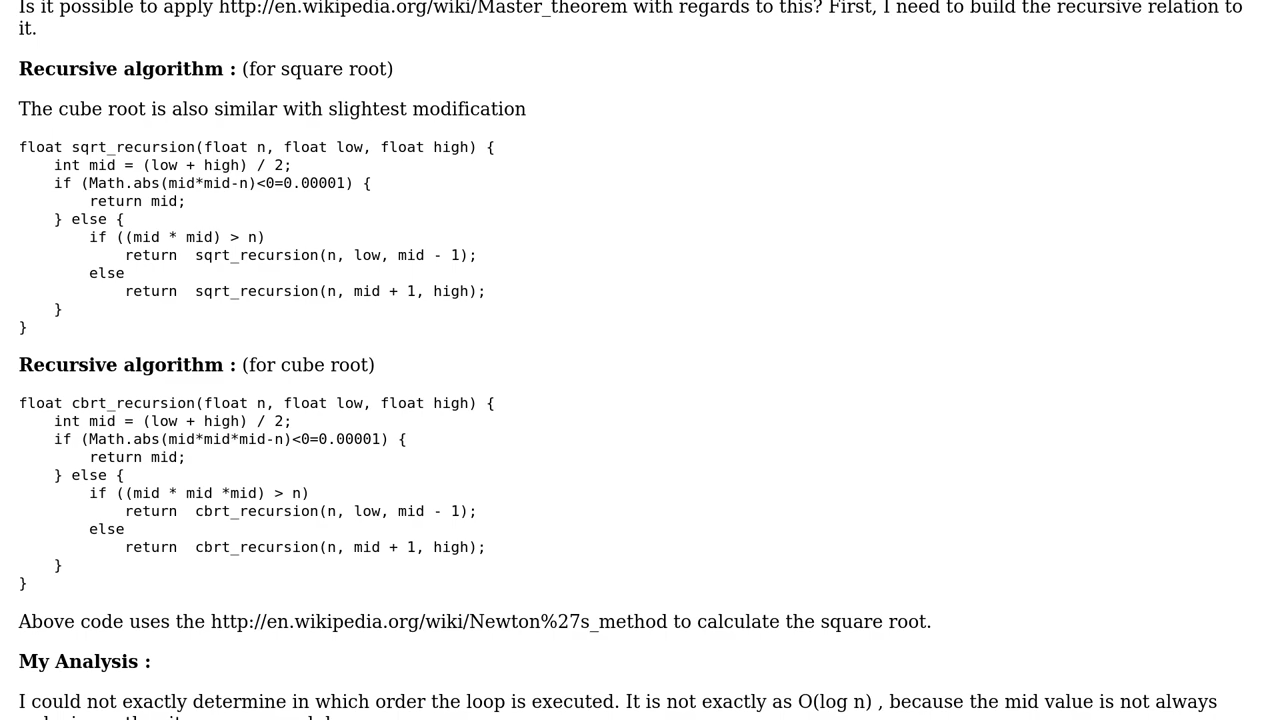 Is it possible to apply http://en.wikipedia.org/wiki/Master_theorem with regards to this? First, I need to build the recursive relation to
it.
Recursive algorithm : (for square root)
The cube root is also similar with slightest modification
float sqrt_recursion(float n, float low, float high) {
    int mid = (low + high) / 2;
    if (Math.abs(mid*mid-n)<0=0.00001) {
        return mid;
    } else {
        if ((mid * mid) > n)
            return  sqrt_recursion(n, low, mid - 1);
        else
            return  sqrt_recursion(n, mid + 1, high);
    }
}
Recursive algorithm : (for cube root)
float cbrt_recursion(float n, float low, float high) {
    int mid = (low + high) / 2;
    if (Math.abs(mid*mid*mid-n)<0=0.00001) {
        return mid;
    } else {
        if ((mid * mid *mid) > n)
            return  cbrt_recursion(n, low, mid - 1);
        else
            return  cbrt_recursion(n, mid + 1, high);
    }
}
Above code uses the http://en.wikipedia.org/wiki/Newton%27s_method to calculate the square root.
My Analysis :
I could not exactly determine in which order the loop is executed. It is not exactly as O(log n) , because the mid value is not always